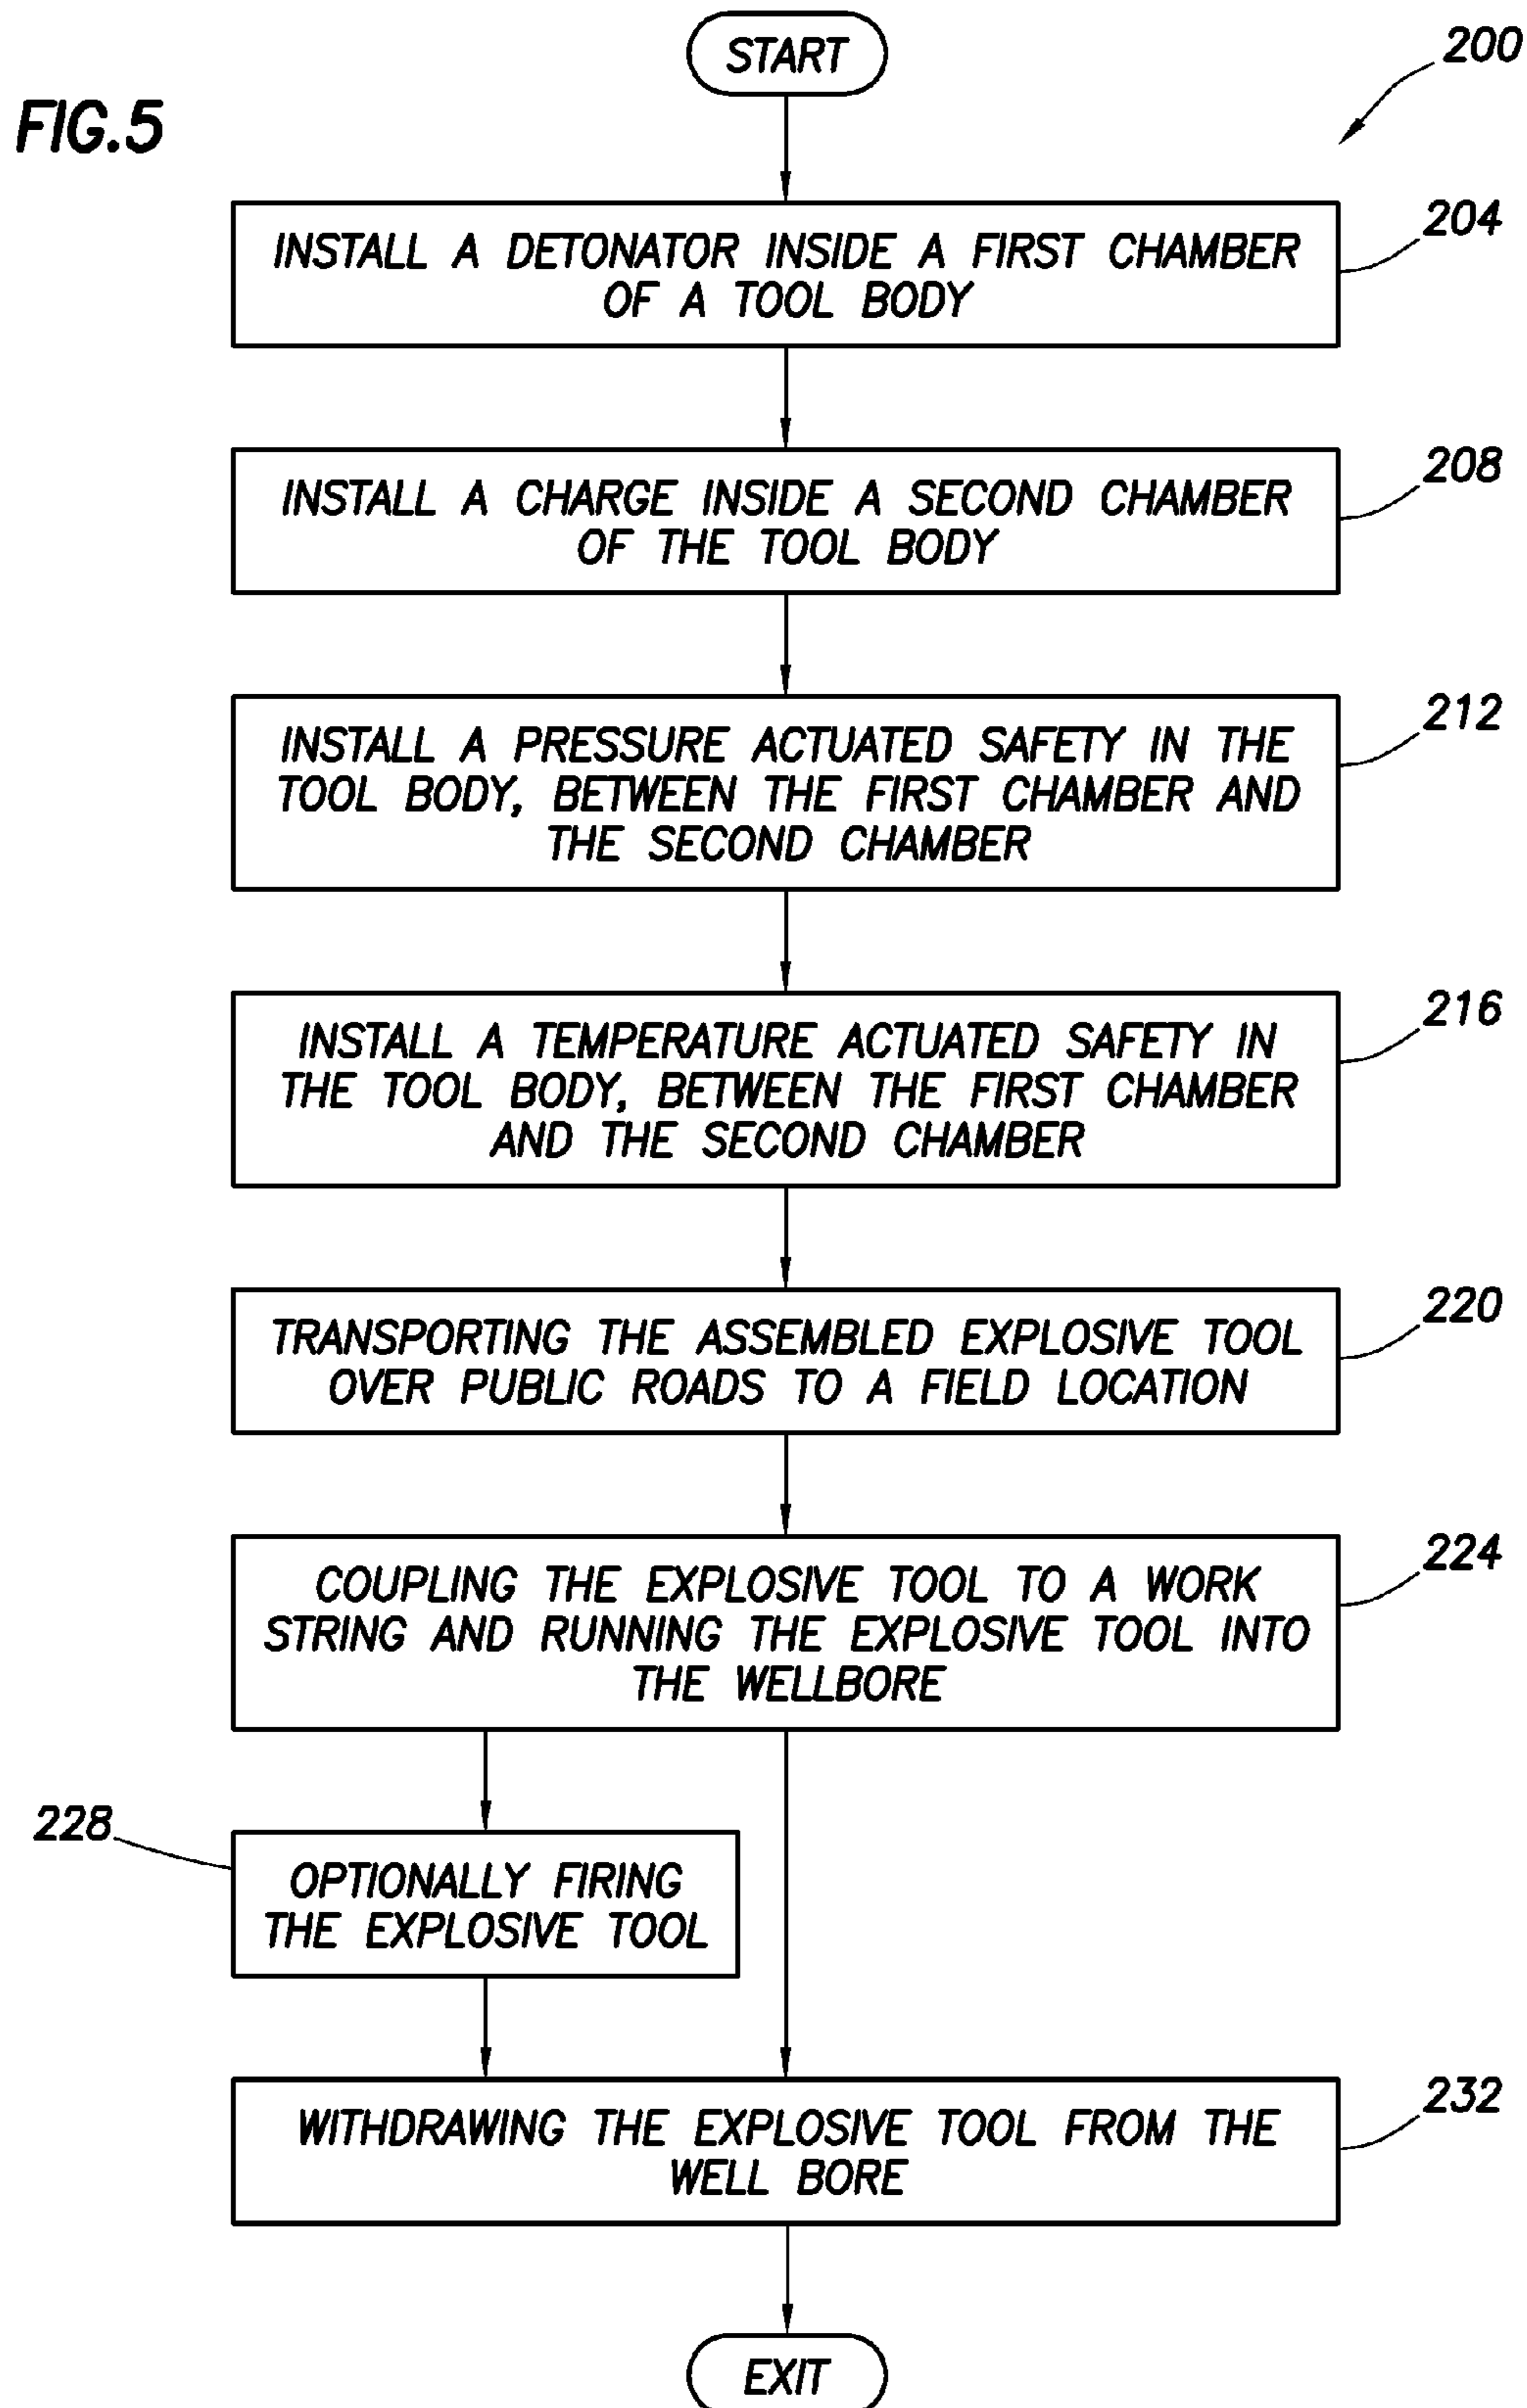 START
200
FIG.5
204
INSTALL A DETONATOR INSIDE A FIRST CHAMBER
OF A TOOL BODY
208
INSTALL A CHARGE INSIDE A SECOND CHAMBER
OF THE TOOL BODY
212
INSTALL A PRESSURE ACTUATED SAFETY IN THE
TOOL BODY, BETWEEN THE FIRST CHAMBER AND
THE SECOND CHAMBER
216
INSTALL A TEMPERATURE ACTUATED SAFETY IN
THE TOOL BODY, BETWEEN THE FIRST CHAMBER
AND THE SECOND CHAMBER
220
TRANSPORTING THE ASSEMBLED EXPLOSIVE TOOL
OVER PUBLIC ROADS TO A FIELD LOCATION
224
COUPLING THE EXPLOSIVE TOOL TO A WORK
STRING AND RUNNING THE EXPLOSIVE TOOL INTO
THE WELLBORE
228
OPTIONALLY FIRING
THE EXPLOSIVE TOOL
232
WITHDRAWING THE EXPLOSIVE TOOL FROM THE
WELL BORE
EXIT